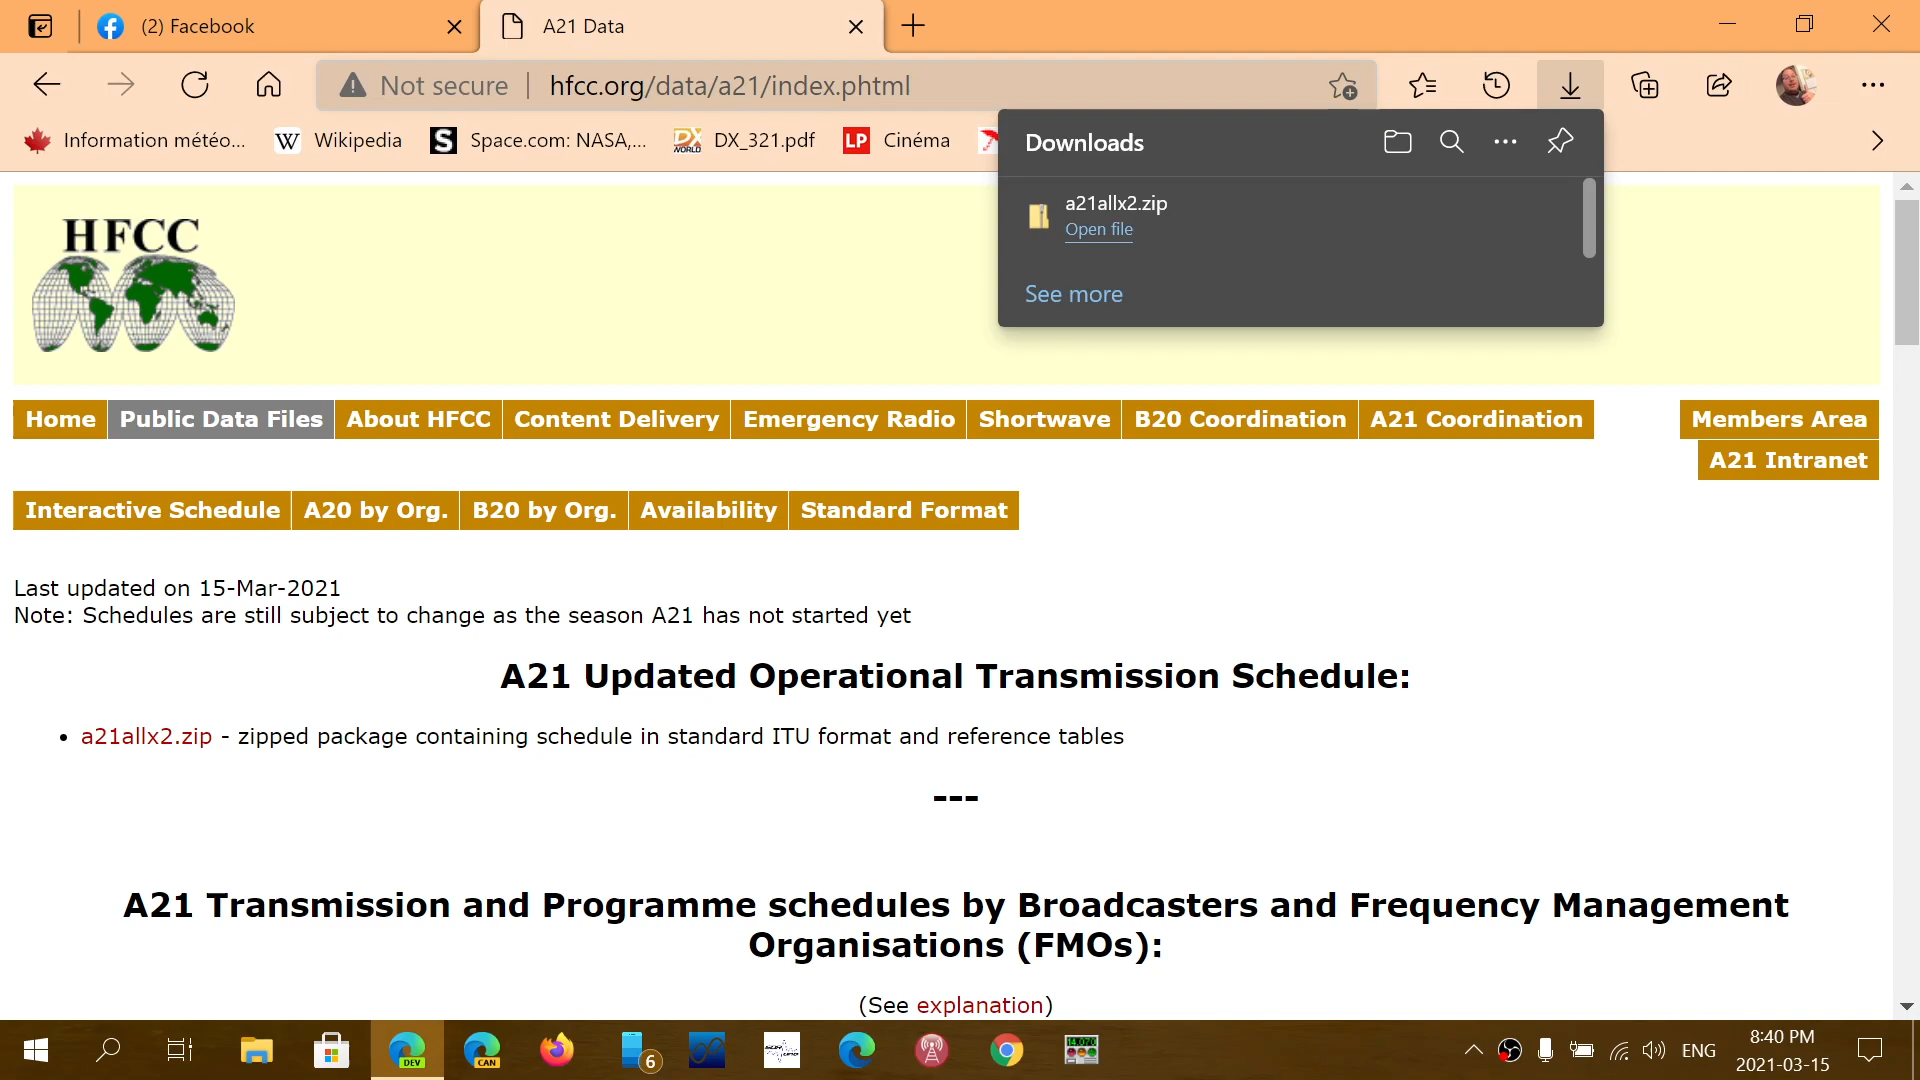 (2) Facebook
A21 Data
Not secure
hfcc.org/data/a21/index.phtml
Information météo...
Wikipedia
Space.com: NASA,...
DX_321.pdf
Cinéma
Downloads
a21allx2.zip
Open file
See more
HFCC
Home
Public Data Files
About HFCC
Content Delivery
Emergency Radio
Shortwave
B20 Coordination
A21 Coordination
Members Area
A21 Intranet
Interactive Schedule
A20 by Org.
B20 by Org.
Availability
Standard Format
Last updated on 15-Mar-2021
Note: Schedules are still subject to change as the season A21 has not started yet
A21 Updated Operational Transmission Schedule:
• a21allx2.zip - zipped package containing schedule in standard ITU format and reference tables
---
A21 Transmission and Programme schedules by Broadcasters and Frequency Management
Organisations (FMOs):
(See explanation)
DEV
CAN
6
ENG
8:40 PM
2021-03-15